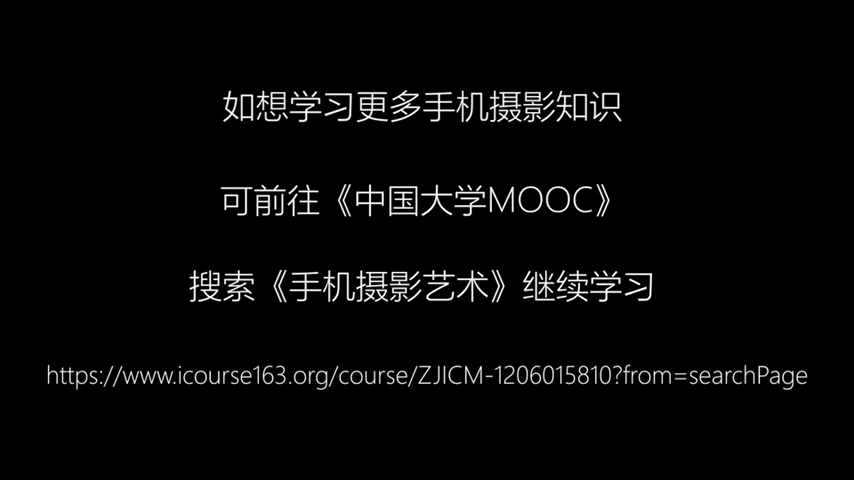 如想学习更多手机摄影知识
可前往《中国大学MOOC》
搜索《手机摄影艺术》继续学习
https://www.icourse163.org/course/ZJICM-1206015810?from=searchPage